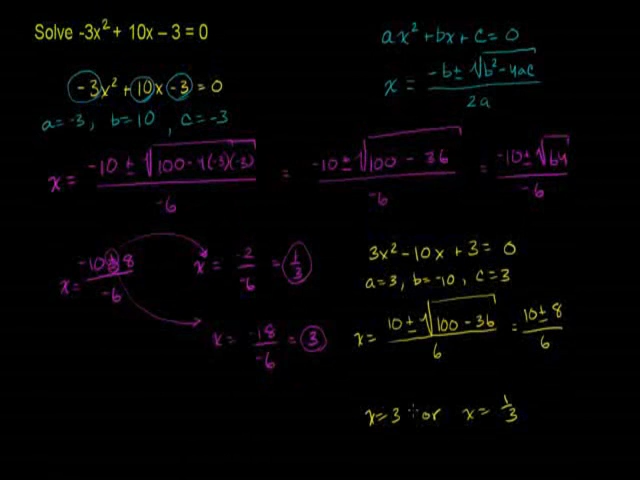 Solve -3x² + 10x – 3 = 0
-3x² + 10x -3 = 0
a = -3, b = 10, c = -3
ax² + bx + c = 0
x = (-b ± √(b² - 4ac)) / 2a
x = (-10 ± √(100 - 4(-3)(-3))) / -6 = (-10 ± √(100 - 36)) / -6 = (-10 ± √64) / -6
x = (-10 ± 8) / -6
x = -2 / -6 = 1/3
x = -18 / -6 = 3
3x² - 10x + 3 = 0
a = 3, b = -10, c = 3
x = (10 ± √(100 - 36)) / 6 = (10 ± 8) / 6
x = 3 or x = 1/3